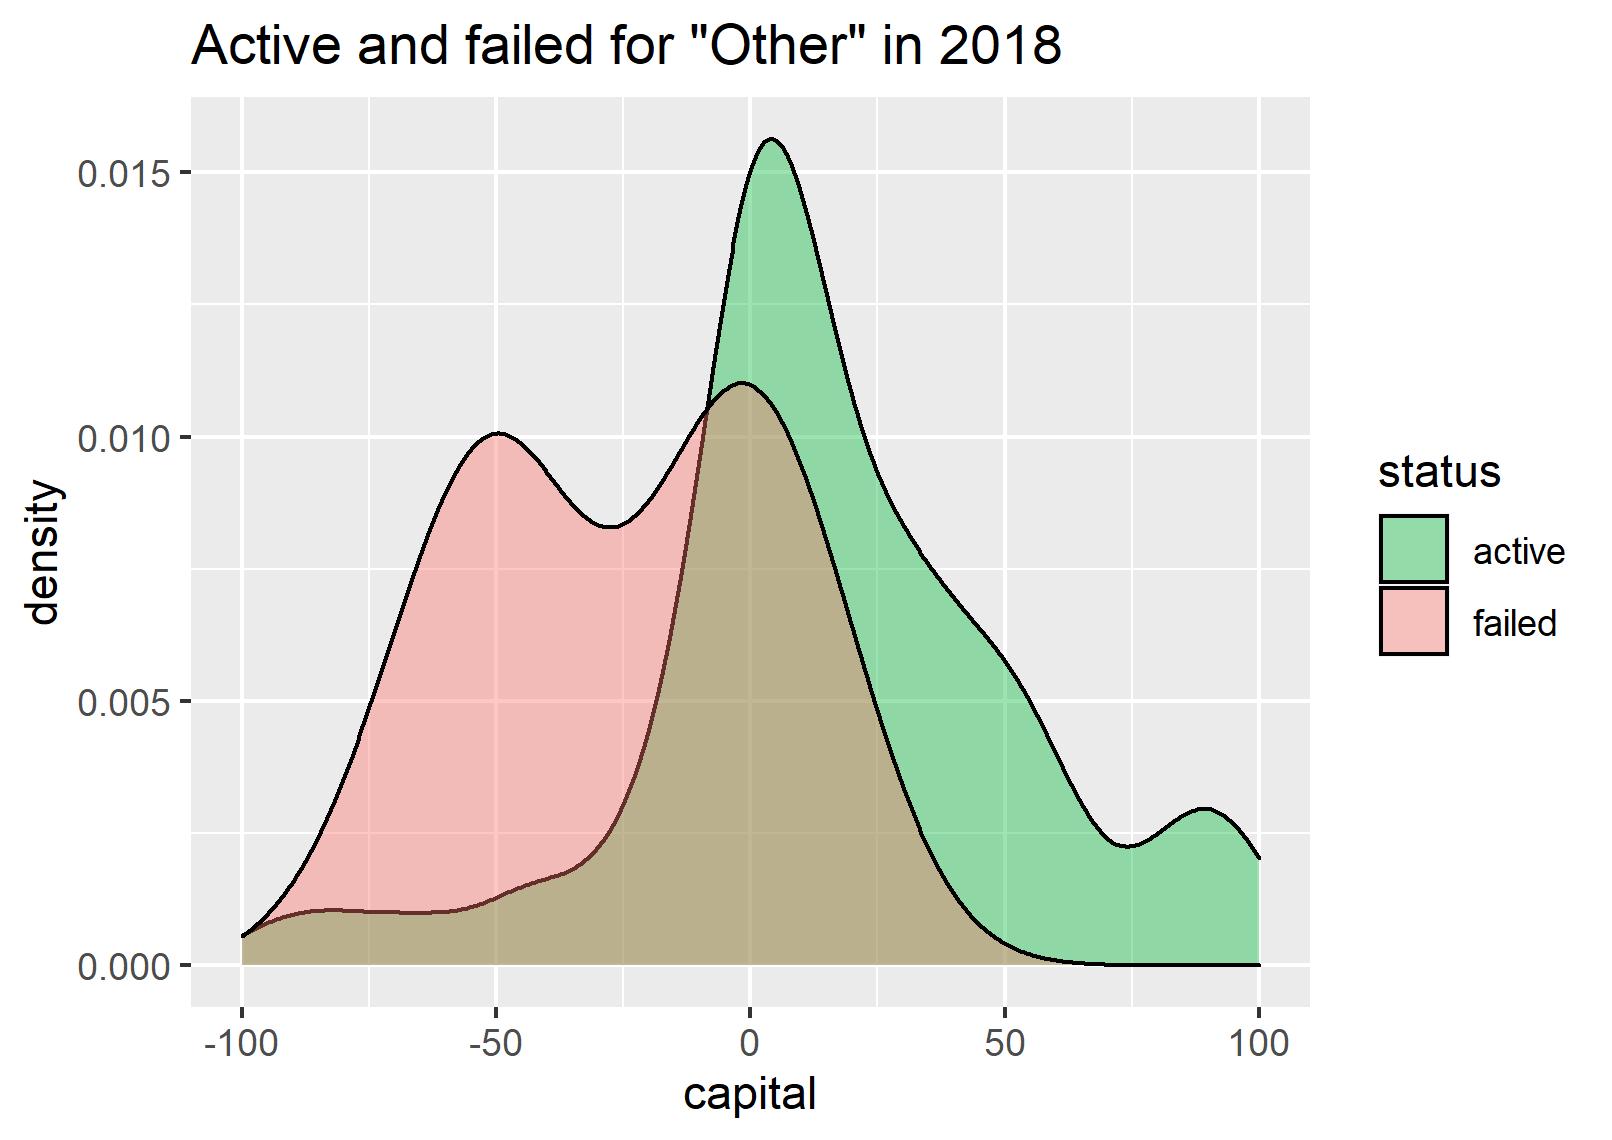 Active and failed for "Other" in 2018
0.015
0.010
0.005
0.000
density
-100
-50
0
50
100
capital
status
active
failed